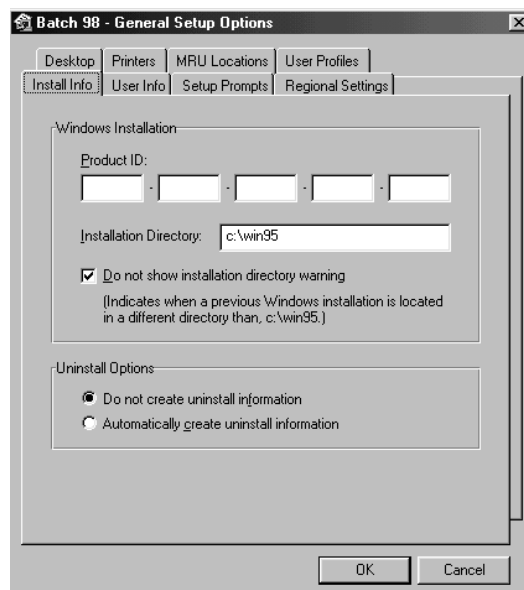 Batch 98 - General Setup Options
Desktop Printers MRU Locations User Profiles
Install Info User Info Setup Prompts Regional Settings
Windows Installation
Product ID:
- - - -
Installation Directory: c:\win95
Do not show installation directory warning
(Indicates when a previous Windows installation is located
in a different directory than, c:\win95.)
Uninstall Options
Do not create uninstall information
Automatically create uninstall information
OK Cancel